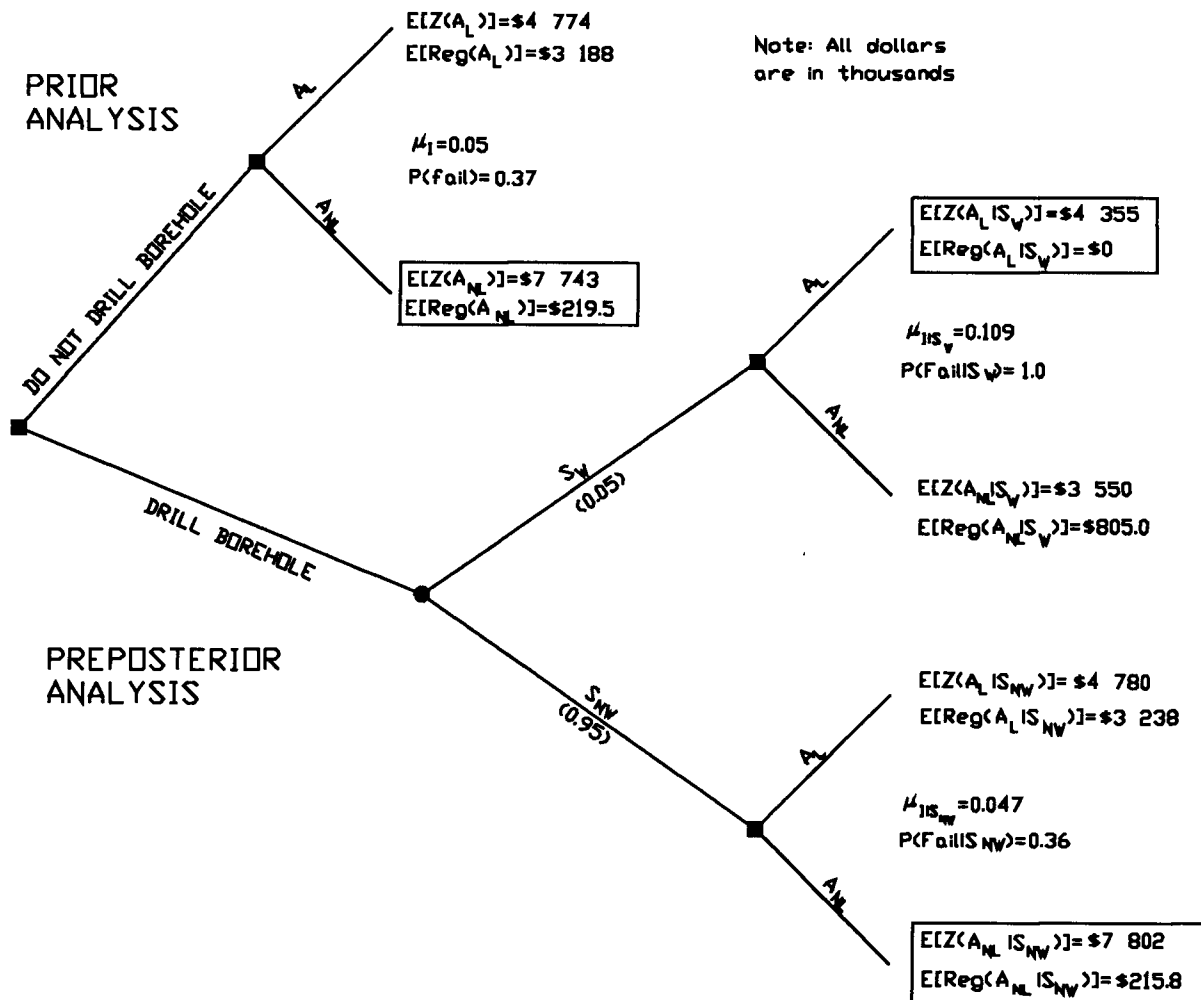 PRIOR
ANALYSIS
Note: All dollars
are in thousands
E[Z(A_L)]=$4 774
E[Reg(A_L)]=$3 188
A_L
μ_I=0.05
P(fail)=0.37
A_NL
E[Z(A_NL)]=$7 743
E[Reg(A_NL)]=$219.5
DO NOT DRILL BOREHOLE
DRILL BOREHOLE
PREPOSTERIOR
ANALYSIS
S_W
(0.05)
E[Z(A_L|S_W)]=$4 355
E[Reg(A_L|S_W)]=$0
A_L
μ_I|S_W=0.109
P(Fail|S_W)=1.0
A_NL
E[Z(A_NL|S_W)]=$3 550
E[Reg(A_NL|S_W)]=$805.0
S_NW
(0.95)
E[Z(A_L|S_NW)]=$4 780
E[Reg(A_L|S_NW)]=$3 238
A_L
μ_I|S_NW=0.047
P(Fail|S_NW)=0.36
A_NL
E[Z(A_NL|S_NW)]=$7 802
E[Reg(A_NL|S_NW)]=$215.8